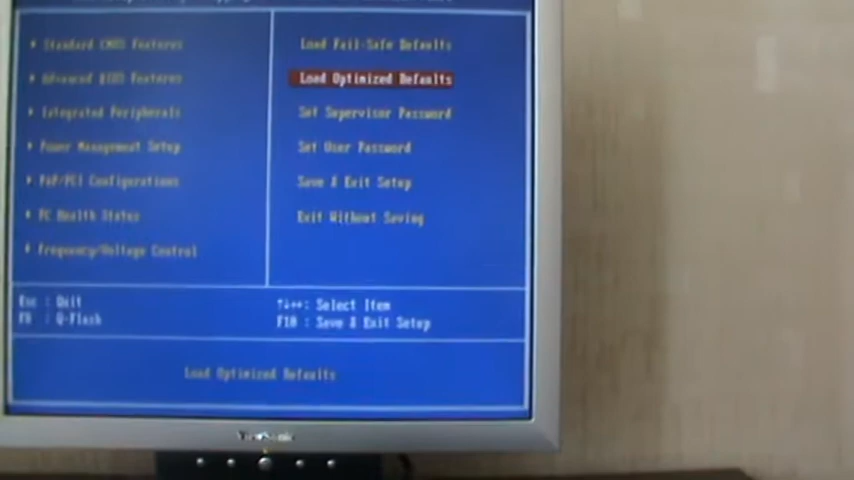 Standard CMOS Features
Advanced BIOS Features
Integrated Peripherals
Power Management Setup
PnP/PCI Configurations
PC Health Status
Frequency/Voltage Control
Load Fail-Safe Defaults
Load Optimized Defaults
Set Supervisor Password
Set User Password
Save & Exit Setup
Exit Without Saving
Esc : Quit
F8 : Q-Flash
↑↓→←: Select Item
F10 : Save & Exit Setup
Load Optimized Defaults
ViewSonic